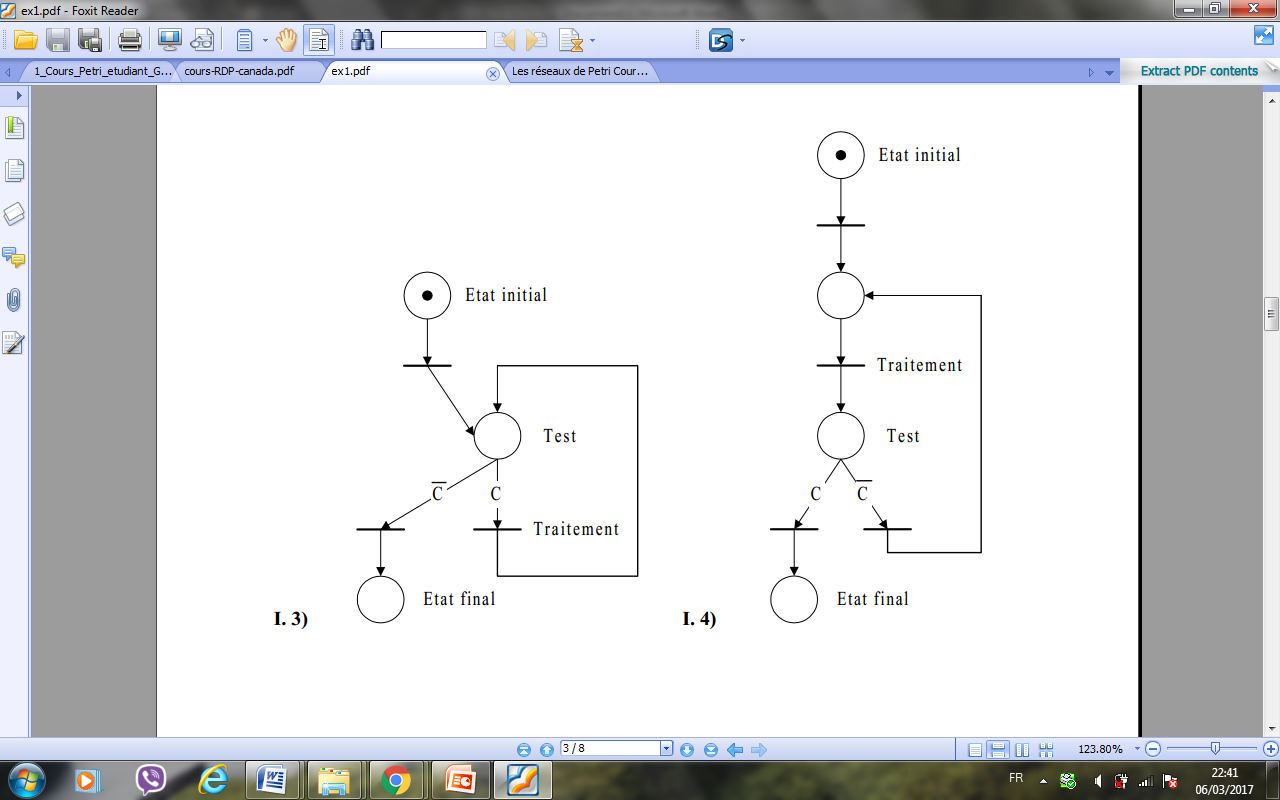 ex1.pdf - Foxit Reader
1_Cours_Petri_etudiant_G... cours-RDP-canada.pdf ex1.pdf Les réseaux de Petri Cour... Extract PDF contents
Etat initial
Etat initial
Traitement
Test
Test
C̅ C
C C̅
Traitement
Etat final
Etat final
I. 3)
I. 4)
3 / 8
123.80%
FR
22:41
06/03/2017